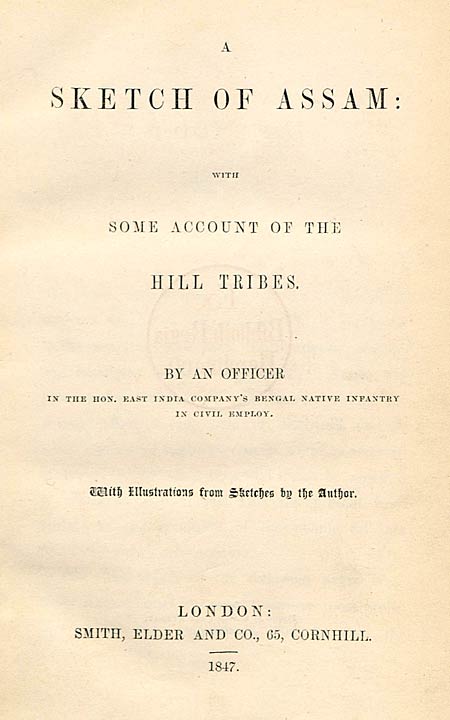 A
SKETCH OF ASSAM:
WITH
SOME ACCOUNT OF THE
HILL TRIBES.
BY AN OFFICER
IN THE HON. EAST INDIA COMPANY'S BENGAL NATIVE INFANTRY
IN CIVIL EMPLOY.
With Illustrations from Sketches by the Author.
LONDON:
SMITH, ELDER AND CO., 65, CORNHILL.
1847.